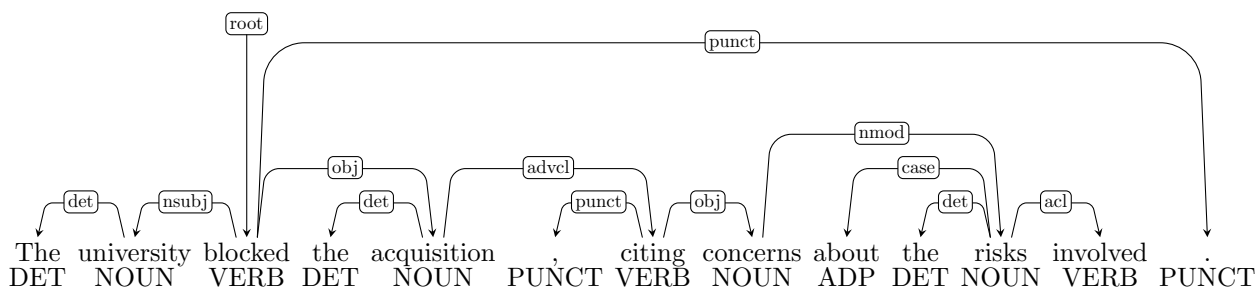 root
punct
nmod
obj advcl case
det nsubj det punct obj det acl
The university blocked the acquisition , citing concerns about the risks involved .
DET NOUN VERB DET NOUN PUNCT VERB NOUN ADP DET NOUN VERB PUNCT